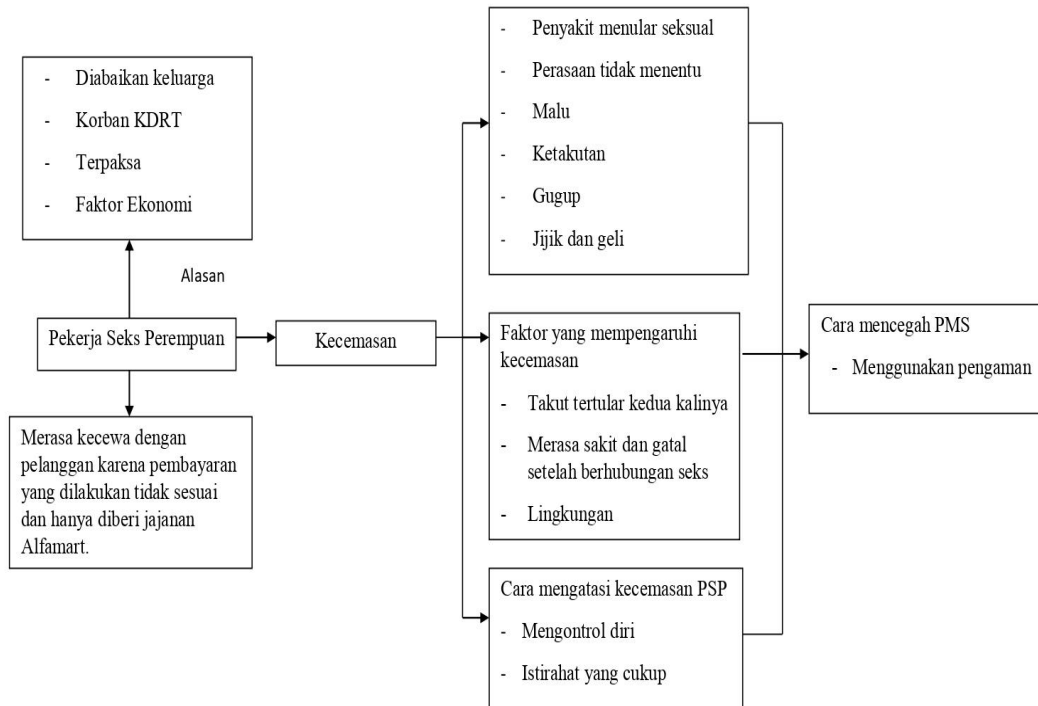 - Diabaikan keluarga
- Korban KDRT
- Terpaksa
- Faktor Ekonomi
Alasan
Pekerja Seks Perempuan
Merasa kecewa dengan
pelanggan karena pembayaran
yang dilakukan tidak sesuai
dan hanya diberi jajanan
Alfamart.
Kecemasan
- Penyakit menular seksual
- Perasaan tidak menentu
- Malu
- Ketakutan
- Gugup
- Jijik dan geli
Faktor yang mempengaruhi
kecemasan
- Takut tertular kedua kalinya
- Merasa sakit dan gatal
setelah berhubungan seks
- Lingkungan
Cara mengatasi kecemasan PSP
- Mengontrol diri
- Istirahat yang cukup
Cara mencegah PMS
- Menggunakan pengaman